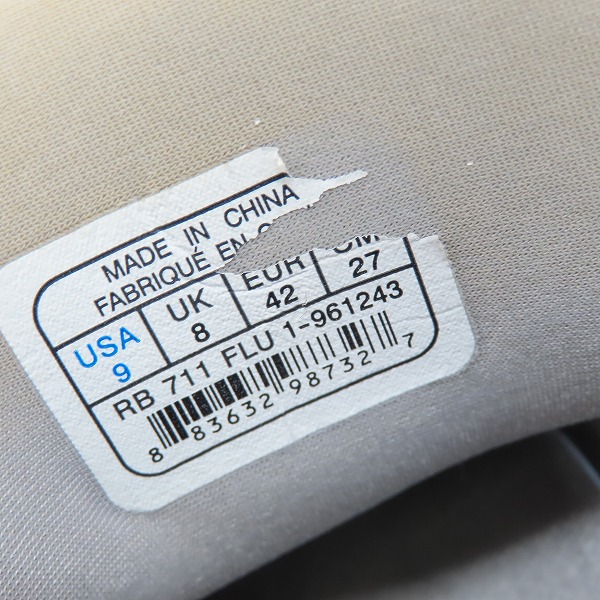 MADE IN CHINA
FABRIQUÉ EN
USA UK EUR CM
9 8 42 27
RB 711 FLU 1-961243
8 83632 98732 7